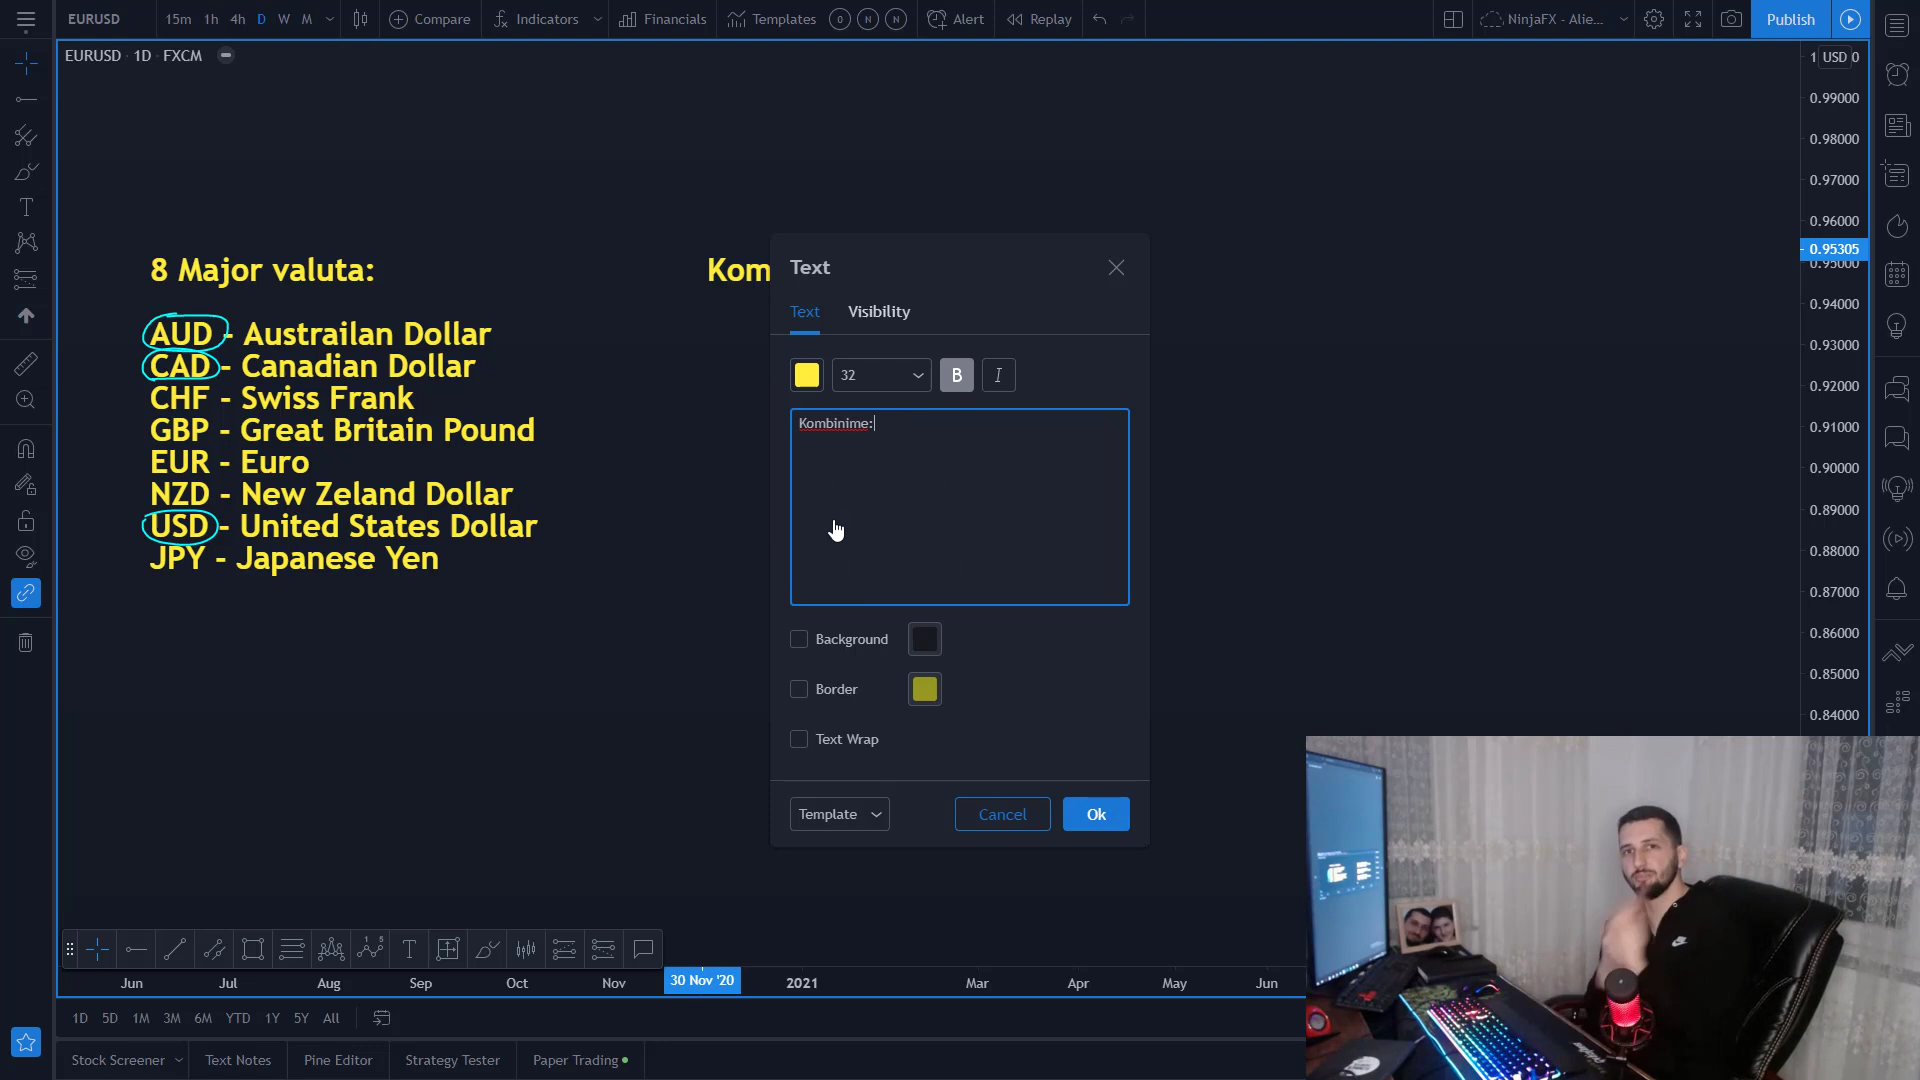 EURUSD 15m 1h 4h D W M Compare Indicators Financials Templates O N N Alert Replay NinjaFX - Alie... Publish
EURUSD · 1D · FXCM
USD
0.99000
0.98000
0.97000
0.96000
0.95305
0.95000
0.94000
0.93000
0.92000
0.91000
0.90000
0.89000
0.88000
0.87000
0.86000
0.85000
0.84000
8 Major valuta:
AUD - Austrailan Dollar
CAD - Canadian Dollar
CHF - Swiss Frank
GBP - Great Britain Pound
EUR - Euro
NZD - New Zeland Dollar
USD - United States Dollar
JPY - Japanese Yen
Kom
Text
Text Visibility
32 B I
Kombinime:
Background
Border
Text Wrap
Template Cancel Ok
Jun Jul Aug Sep Oct Nov 30 Nov '20 2021 Mar Apr May Jun
1D 5D 1M 3M 6M YTD 1Y 5Y All
Stock Screener Text Notes Pine Editor Strategy Tester Paper Trading